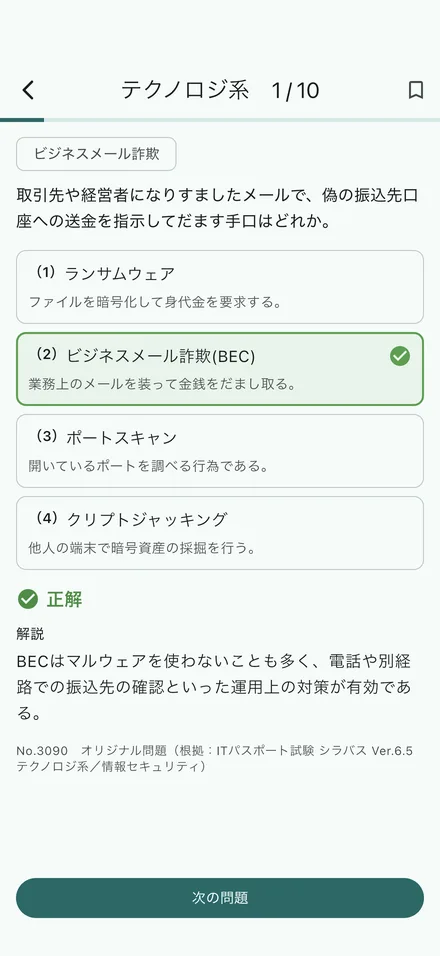 テクノロジ系 1/10
ビジネスメール詐欺
取引先や経営者になりすましたメールで、偽の振込先口
座への送金を指示してだます手口はどれか。
（1）ランサムウェア
ファイルを暗号化して身代金を要求する。
（2）ビジネスメール詐欺(BEC)
業務上のメールを装って金銭をだまし取る。
（3）ポートスキャン
開いているポートを調べる行為である。
（4）クリプトジャッキング
他人の端末で暗号資産の採掘を行う。
正解
解説
BECはマルウェアを使わないことも多く、電話や別経
路での振込先の確認といった運用上の対策が有効であ
る。
No.3090 オリジナル問題（根拠：ITパスポート試験 シラバス Ver.6.5
テクノロジ系／情報セキュリティ）
次の問題